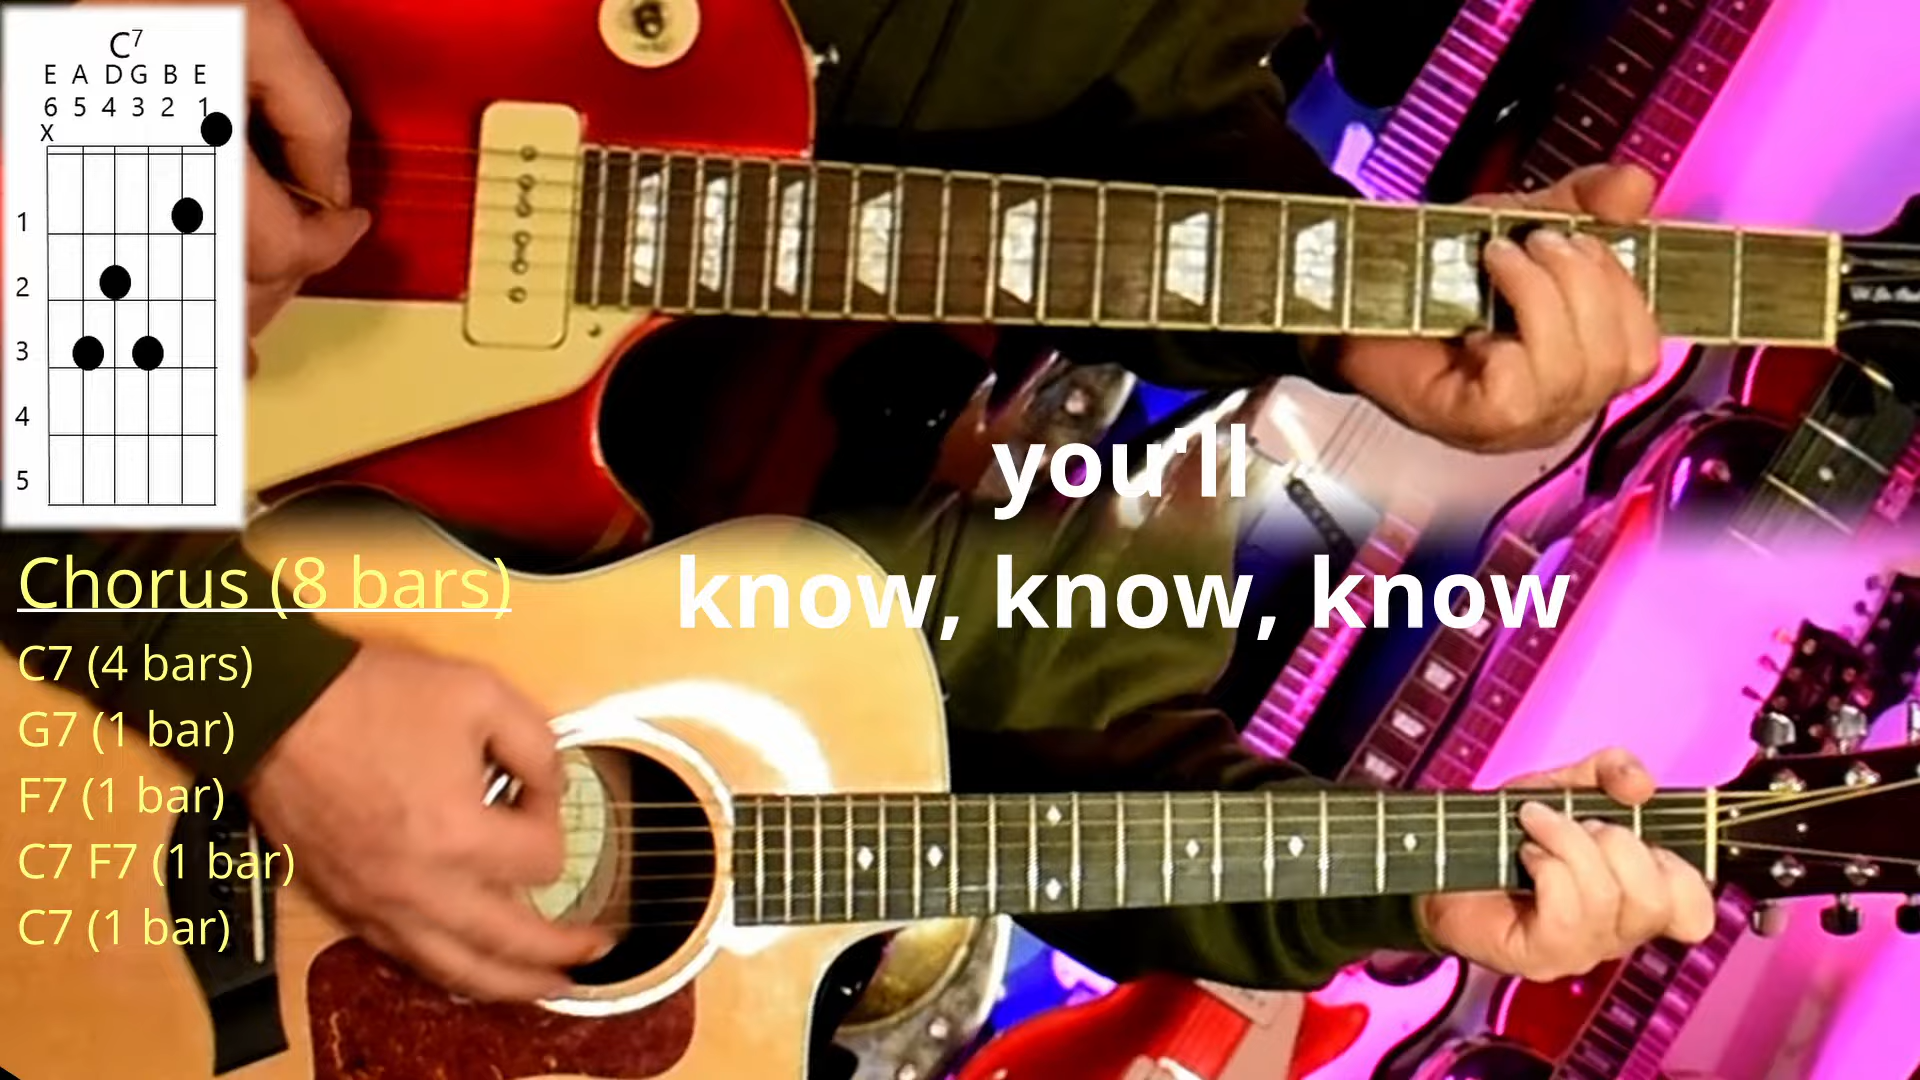 C7
E A D G B E
6 5 4 3 2 1
X
1
2
3
4
5
you'll
know, know, know
Chorus (8 bars)
C7 (4 bars)
G7 (1 bar)
F7 (1 bar)
C7 F7 (1 bar)
C7 (1 bar)